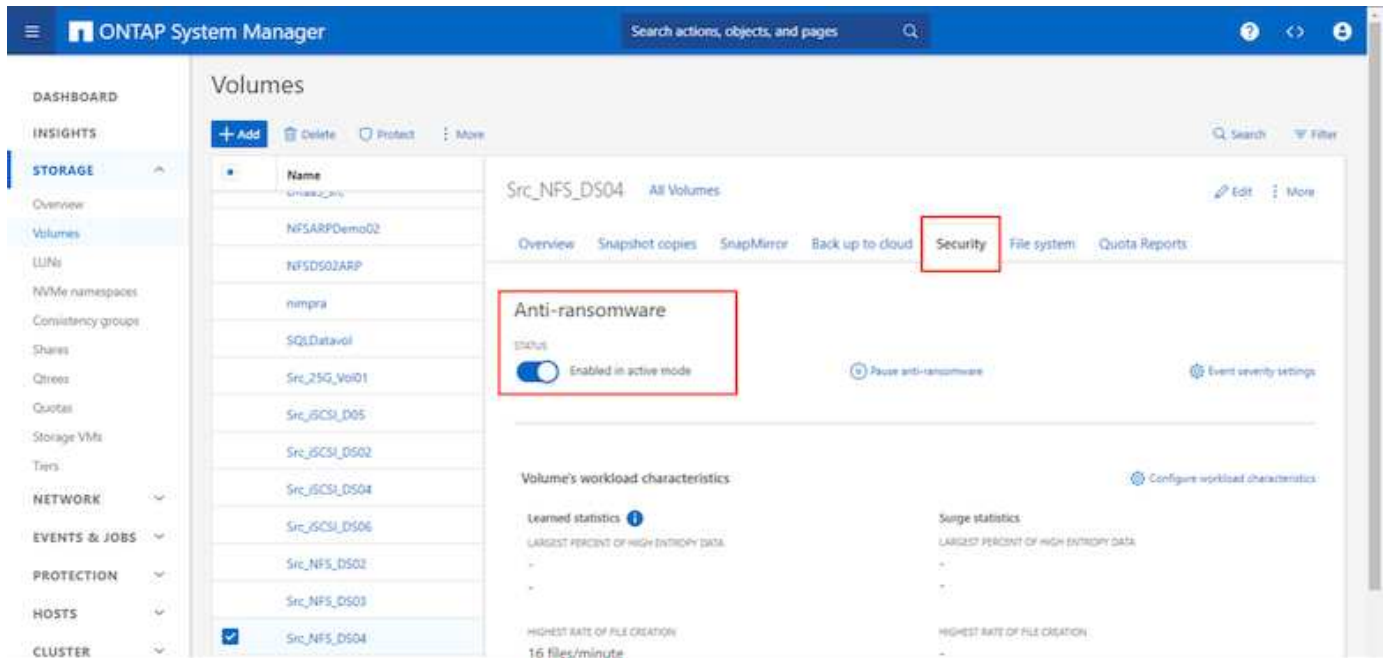 ONTAP System Manager
Search actions, objects, and pages
DASHBOARD
INSIGHTS
STORAGE
Overview
Volumes
LUNs
NVMe namespaces
Consistency groups
Shares
Qtrees
Quotas
Storage VMs
Tiers
NETWORK
EVENTS & JOBS
PROTECTION
HOSTS
CLUSTER
Volumes
Add Delete Protect More
Search Filter
Name
NFSARPDemo02
NFSDS02ARP
nimpra
SQLDatavol
Src_25G_Vol01
Src_iSCSI_D05
Src_iSCSI_DS02
Src_iSCSI_DS04
Src_iSCSI_DS06
Src_NFS_DS02
Src_NFS_DS03
Src_NFS_DS04
Src_NFS_DS04 All Volumes
Edit More
Overview Snapshot copies SnapMirror Back up to cloud Security File system Quota Reports
Anti-ransomware
STATUS
Enabled in active mode
Pause anti-ransomware
Event severity settings
Volume's workload characteristics
Configure workload characteristics
Learned statistics
LARGEST PERCENT OF HIGH ENTROPY DATA
-
-
HIGHEST RATE OF FILE CREATION
16 files/minute
Surge statistics
LARGEST PERCENT OF HIGH ENTROPY DATA
-
-
HIGHEST RATE OF FILE CREATION
-